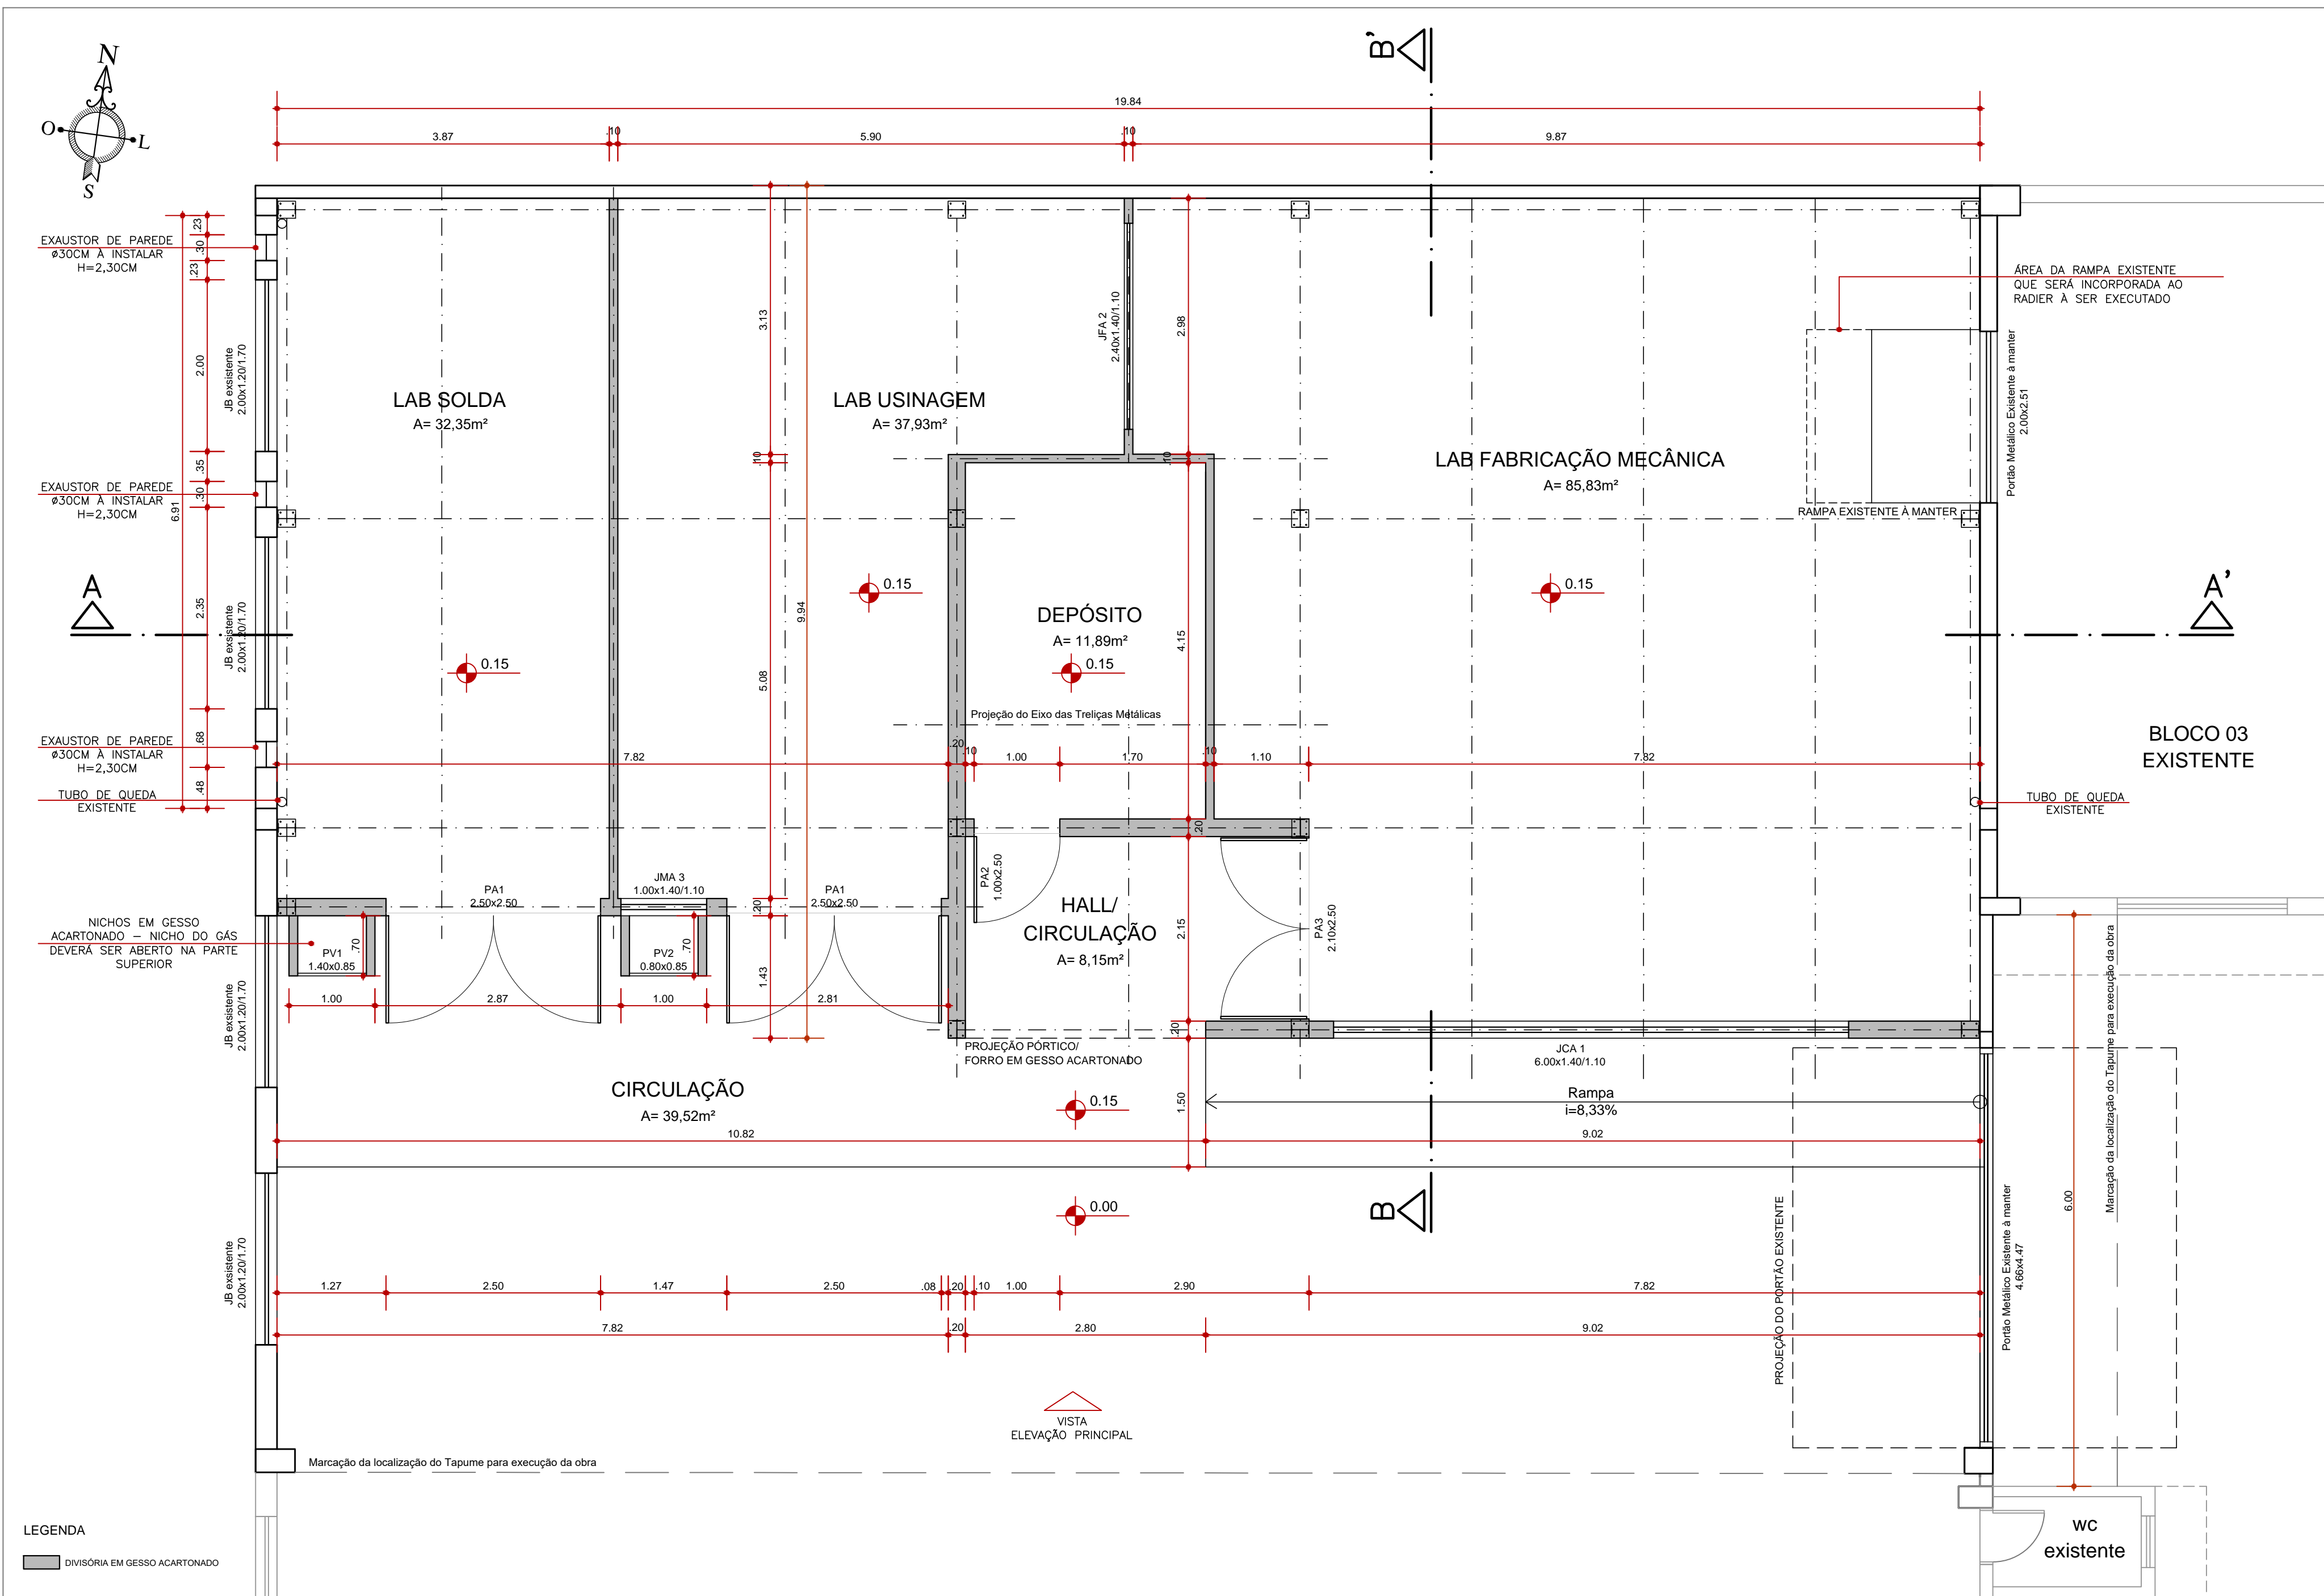 N
O
L
S
B'
19.84
3.87
.10
5.90
.10
9.87
EXAUSTOR DE PAREDE
ø30CM À INSTALAR
H=2,30CM
.23
.30
.23
2.00
JB exsistente
2.00x1.20/1.70
3.13
JFA 2
2.40x1.40/1.10
2.98
ÁREA DA RAMPA EXISTENTE
QUE SERÁ INCORPORADA AO
RADIER À SER EXECUTADO
Portão Metálico Existente à manter
2.00x2.51
LAB SOLDA
A= 32,35m²
LAB USINAGEM
A= 37,93m²
LAB FABRICAÇÃO MECÂNICA
A= 85,83m²
.10
.10
.35
.30
6.91
EXAUSTOR DE PAREDE
ø30CM À INSTALAR
H=2,30CM
RAMPA EXISTENTE À MANTER
A
A'
2.35
JB exsistente
2.00x1.20/1.70
0.15
0.15
9.94
DEPÓSITO
A= 11,89m²
0.15
4.15
0.15
5.08
Projeção do Eixo das Treliças Metálicas
BLOCO 03
EXISTENTE
EXAUSTOR DE PAREDE
ø30CM À INSTALAR
H=2,30CM
.68
.48
7.82
.20
.10
1.00
1.70
.10
1.10
7.82
TUBO DE QUEDA
EXISTENTE
TUBO DE QUEDA
EXISTENTE
.20
PA1
2.50x2.50
JMA 3
1.00x1.40/1.10
PA1
2.50x2.50
.20
PA2
1.00x2.50
HALL/
CIRCULAÇÃO
A= 8,15m²
2.15
PA3
2.10x2.50
NICHOS EM GESSO
ACARTONADO – NICHO DO GÁS
DEVERÁ SER ABERTO NA PARTE
SUPERIOR
PV1
1.40x0.85
.70
PV2
0.80x0.85
.70
1.43
1.00
2.87
1.00
2.81
JB exsistente
2.00x1.20/1.70
.20
PROJEÇÃO PÓRTICO/
FORRO EM GESSO ACARTONADO
JCA 1
6.00x1.40/1.10
CIRCULAÇÃO
A= 39,52m²
0.15
1.50
Rampa
i=8,33%
10.82
9.02
Marcação da localização do Tapume para execução da obra
6.00
0.00
B
JB exsistente
2.00x1.20/1.70
PROJEÇÃO DO PORTÃO EXISTENTE
Portão Metálico Existente à manter
4.66x4.47
1.27
2.50
1.47
2.50
.08
.20
.10
1.00
2.90
7.82
7.82
.20
2.80
9.02
VISTA
ELEVAÇÃO PRINCIPAL
Marcação da localização do Tapume para execução da obra
LEGENDA
DIVISÓRIA EM GESSO ACARTONADO
wc
existente